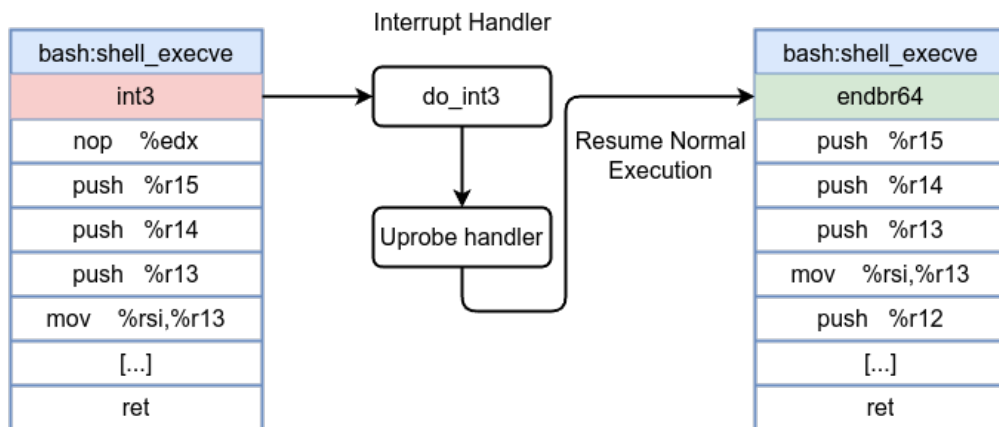 Interrupt Handler
bash:shell_execve
int3
nop %edx
push %r15
push %r14
push %r13
mov %rsi,%r13
[...]
ret
do_int3
Uprobe handler
Resume Normal
Execution
bash:shell_execve
endbr64
push %r15
push %r14
push %r13
mov %rsi,%r13
push %r12
[...]
ret